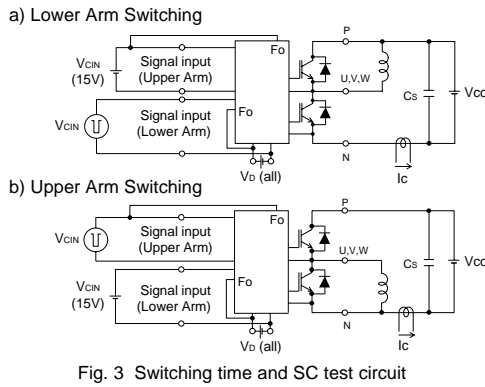 a) Lower Arm Switching
P
Fo
VCIN
(15V)
Signal input
(Upper Arm)
U,V,W
Signal input
(Lower Arm)
CS
VCC
VCIN
Fo
VD (all)
N
Ic
b) Upper Arm Switching
P
Fo
VCIN
Signal input
(Upper Arm)
U,V,W
VCIN
(15V)
Signal input
(Lower Arm)
CS
VCC
Fo
VD (all)
N
Ic
Fig. 3 Switching time and SC test circuit